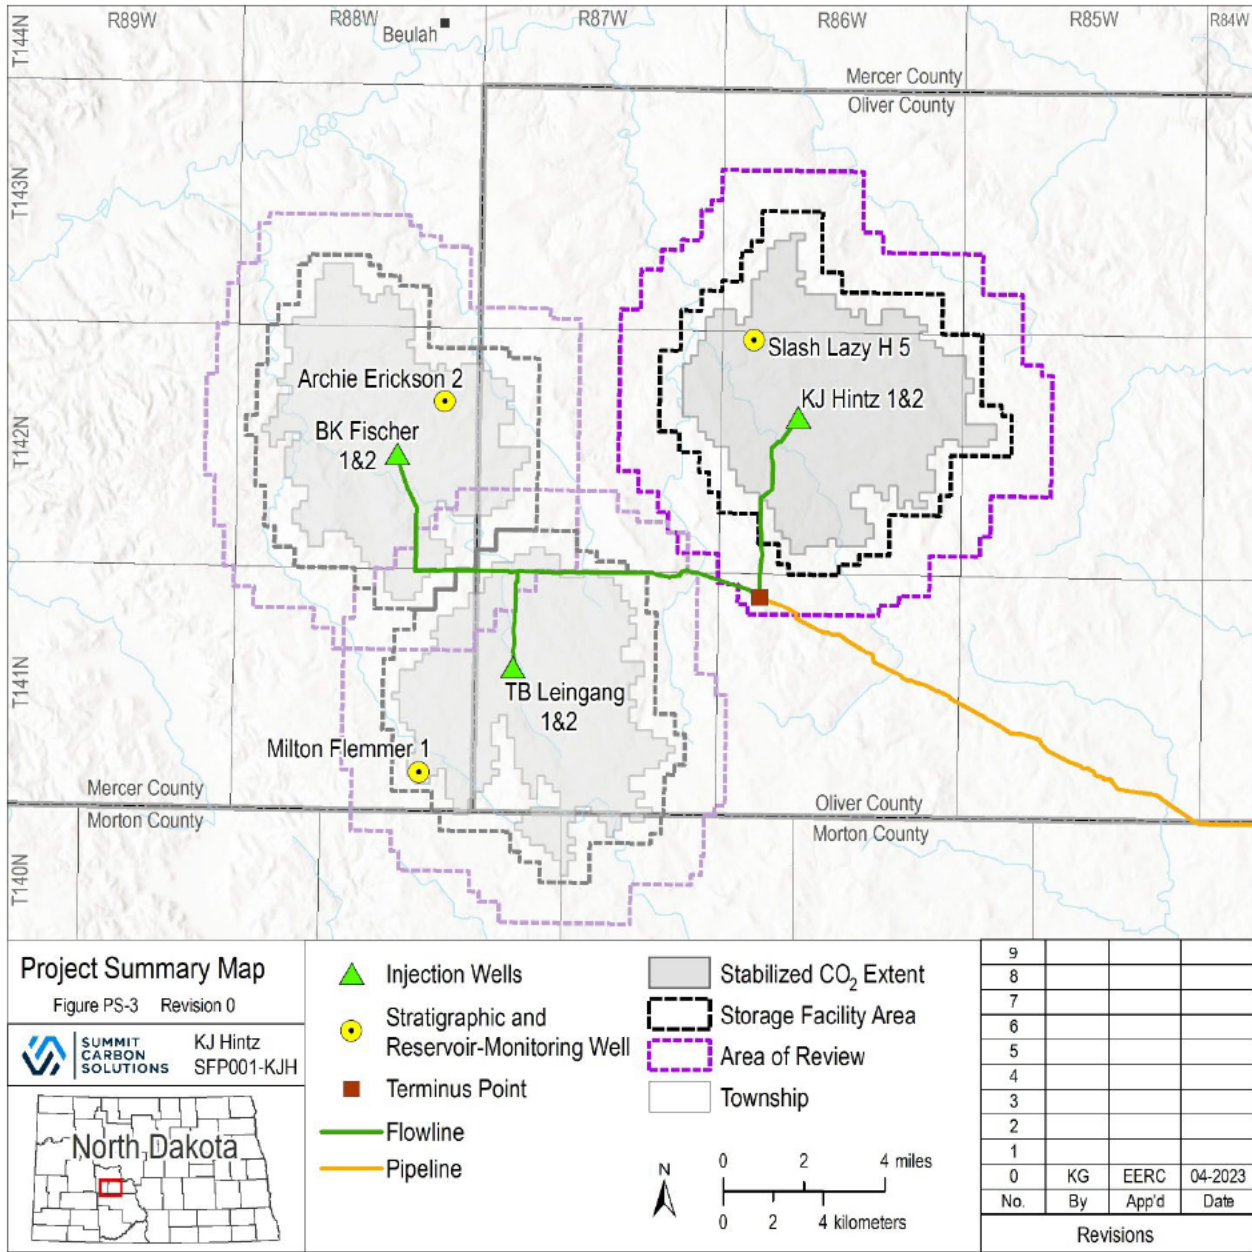 R89W
R88W
R87W
R86W
R85W
R84W
T144N
Beulah
Mercer County
Oliver County
T143N
Slash Lazy H 5
Archie Erickson 2
KJ Hintz 1&2
BK Fischer
1&2
T142N
T141N
TB Leingang
1&2
Milton Flemmer 1
Mercer County
Morton County
Oliver County
Morton County
T140N
Project Summary Map
Figure PS-3 Revision 0
SUMMIT
CARBON
SOLUTIONS
KJ Hintz
SFP001-KJH
North Dakota
Injection Wells
Stratigraphic and
Reservoir-Monitoring Well
Terminus Point
Flowline
Pipeline
Stabilized CO₂ Extent
Storage Facility Area
Area of Review
Township
N
0 2 4 miles
0 2 4 kilometers
9
8
7
6
5
4
3
2
1
0 KG EERC 04-2023
No. By App'd Date
Revisions